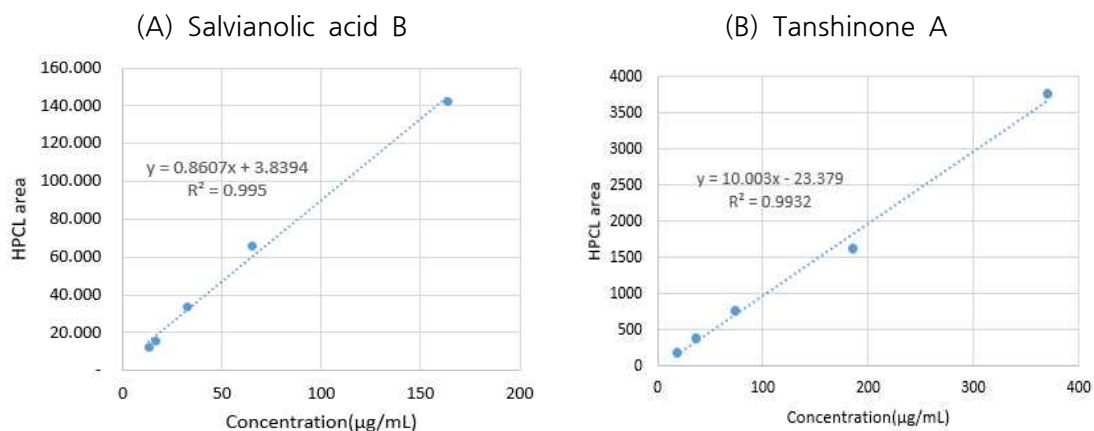 (A) Salvianolic acid B
160.000
140.000
120.000
100.000
80.000
60.000
40.000
20.000
-
HPCL area
y = 0.8607x + 3.8394
R² = 0.995
0 50 100 150 200
Concentration(µg/mL)
(B) Tanshinone A
4000
3500
3000
2500
2000
1500
1000
500
0
HPCL area
y = 10.003x - 23.379
R² = 0.9932
0 100 200 300 400
Concentration(µg/mL)